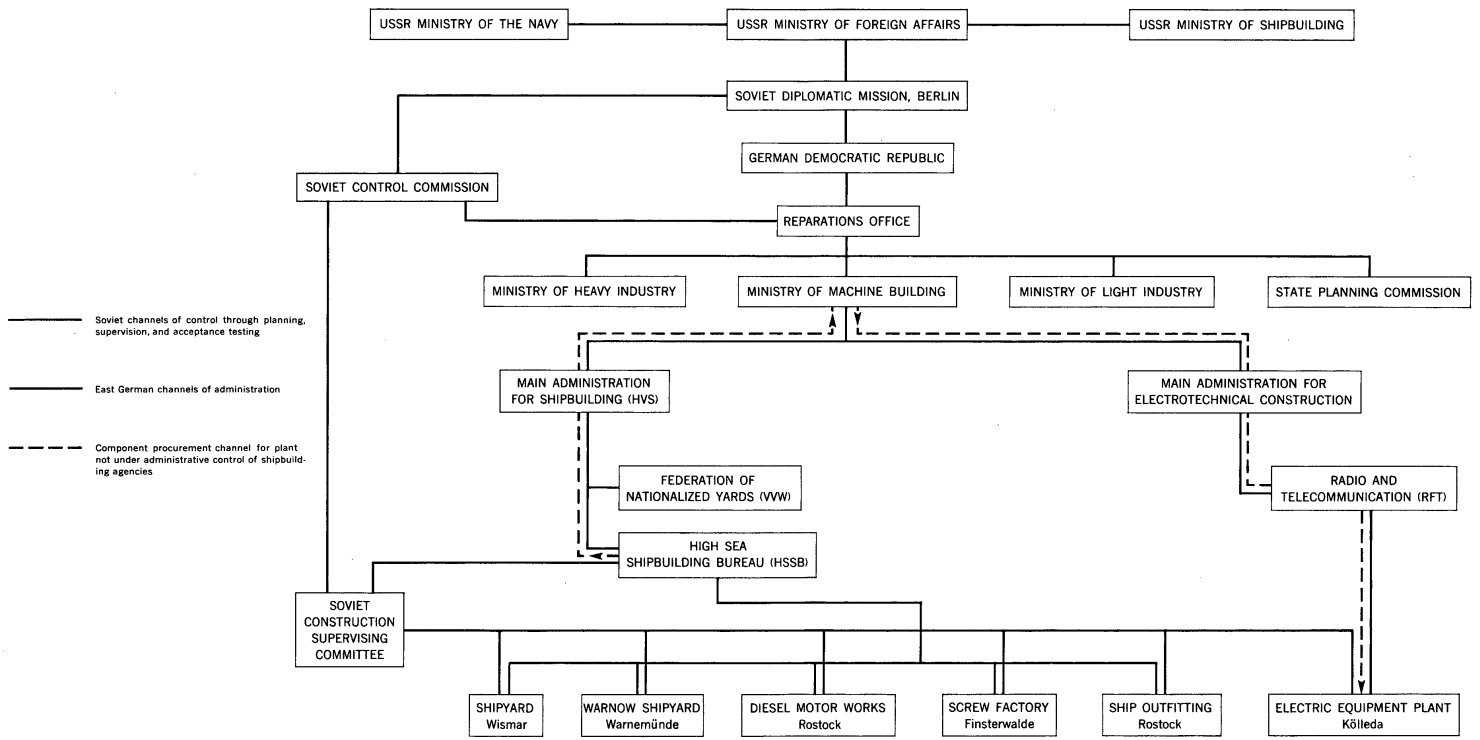 USSR MINISTRY OF THE NAVY
USSR MINISTRY OF FOREIGN AFFAIRS
USSR MINISTRY OF SHIPBUILDING
SOVIET DIPLOMATIC MISSION, BERLIN
GERMAN DEMOCRATIC REPUBLIC
SOVIET CONTROL COMMISSION
REPARATIONS OFFICE
MINISTRY OF HEAVY INDUSTRY
MINISTRY OF MACHINE BUILDING
MINISTRY OF LIGHT INDUSTRY
STATE PLANNING COMMISSION
Soviet channels of control through planning,
supervision, and acceptance testing
East German channels of administration
Component procurement channel for plant
not under administrative control of shipbuild-
ing agencies
MAIN ADMINISTRATION
FOR SHIPBUILDING (HVS)
MAIN ADMINISTRATION FOR
ELECTROTECHNICAL CONSTRUCTION
FEDERATION OF
NATIONALIZED YARDS (VVW)
RADIO AND
TELECOMMUNICATION (RFT)
HIGH SEA
SHIPBUILDING BUREAU (HSSB)
SOVIET
CONSTRUCTION
SUPERVISING
COMMITTEE
SHIPYARD
Wismar
WARNOW SHIPYARD
Warnemünde
DIESEL MOTOR WORKS
Rostock
SCREW FACTORY
Finsterwalde
SHIP OUTFITTING
Rostock
ELECTRIC EQUIPMENT PLANT
Kölleda